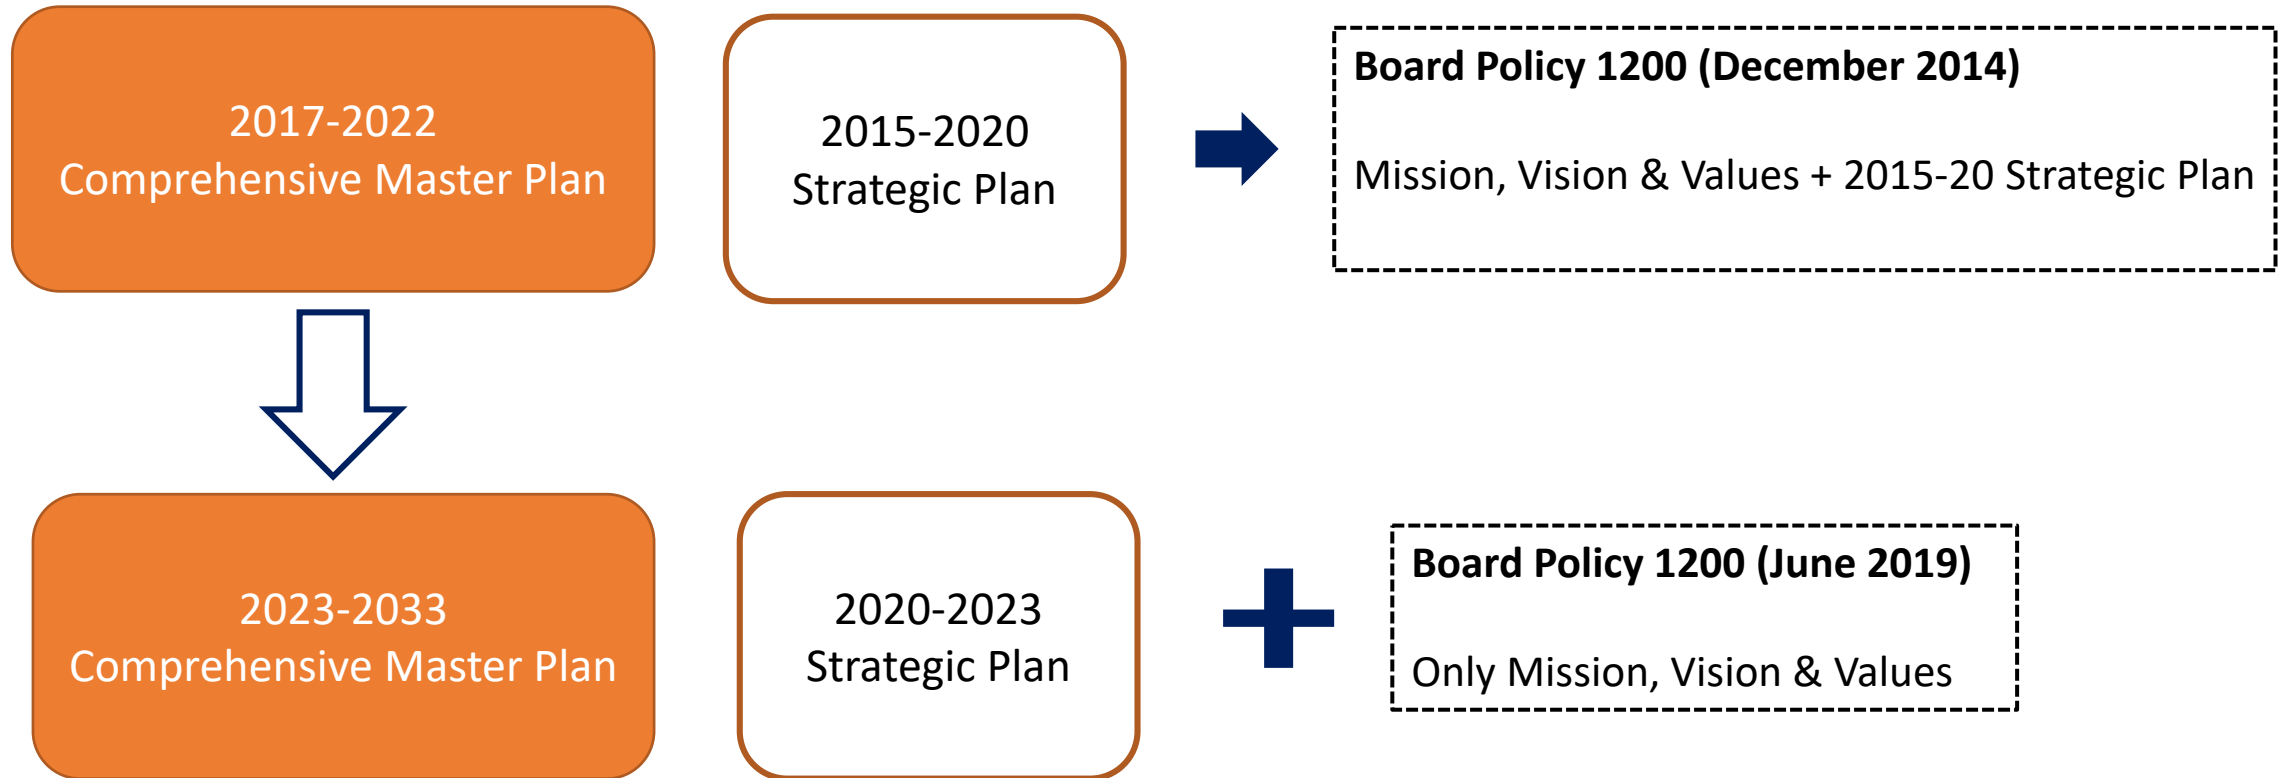 2017-2022
Comprehensive Master Plan
2015-2020
Strategic Plan
Board Policy 1200 (December 2014)
Mission, Vision & Values + 2015-20 Strategic Plan
2023-2033
Comprehensive Master Plan
2020-2023
Strategic Plan
Board Policy 1200 (June 2019)
Only Mission, Vision & Values